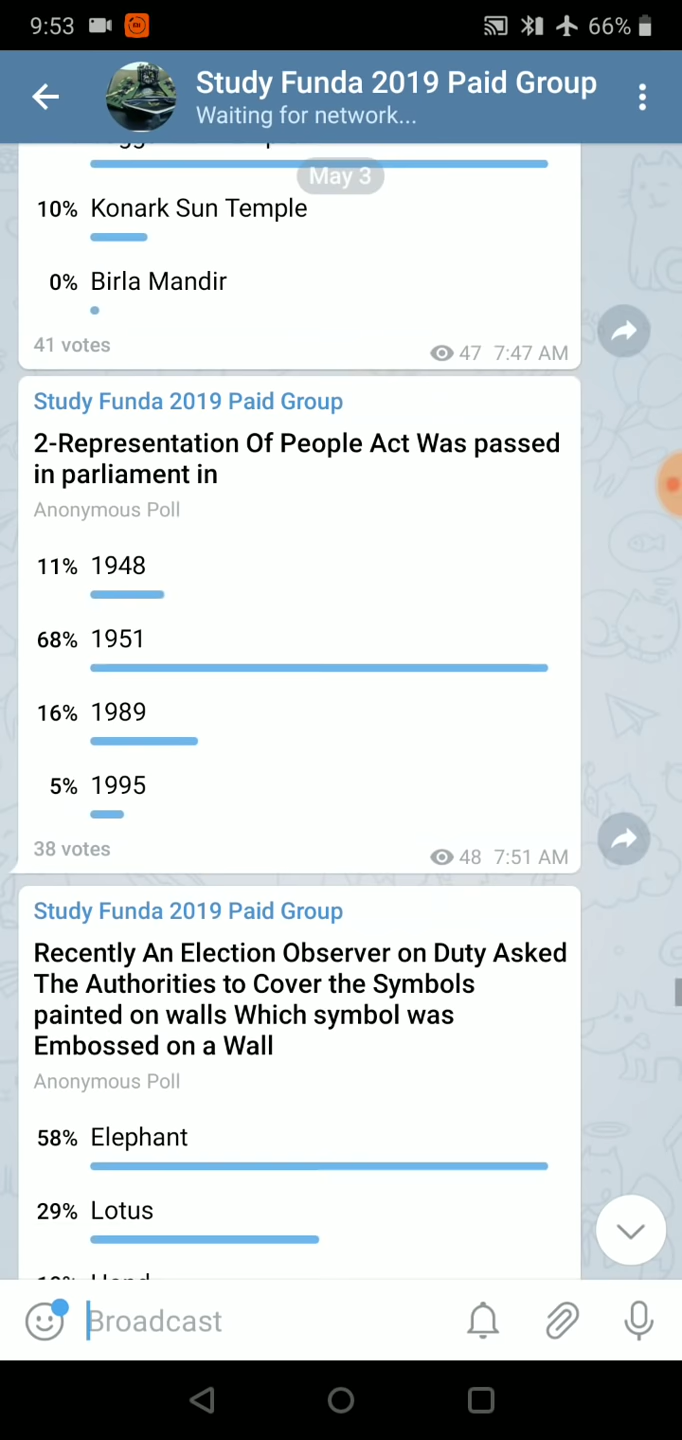 9:53
66%
Study Funda 2019 Paid Group
Waiting for network...
May 3
10% Konark Sun Temple
0% Birla Mandir
41 votes
47 7:47 AM
Study Funda 2019 Paid Group
2-Representation Of People Act Was passed
in parliament in
Anonymous Poll
11% 1948
68% 1951
16% 1989
5% 1995
38 votes
48 7:51 AM
Study Funda 2019 Paid Group
Recently An Election Observer on Duty Asked
The Authorities to Cover the Symbols
painted on walls Which symbol was
Embossed on a Wall
Anonymous Poll
58% Elephant
29% Lotus
Broadcast